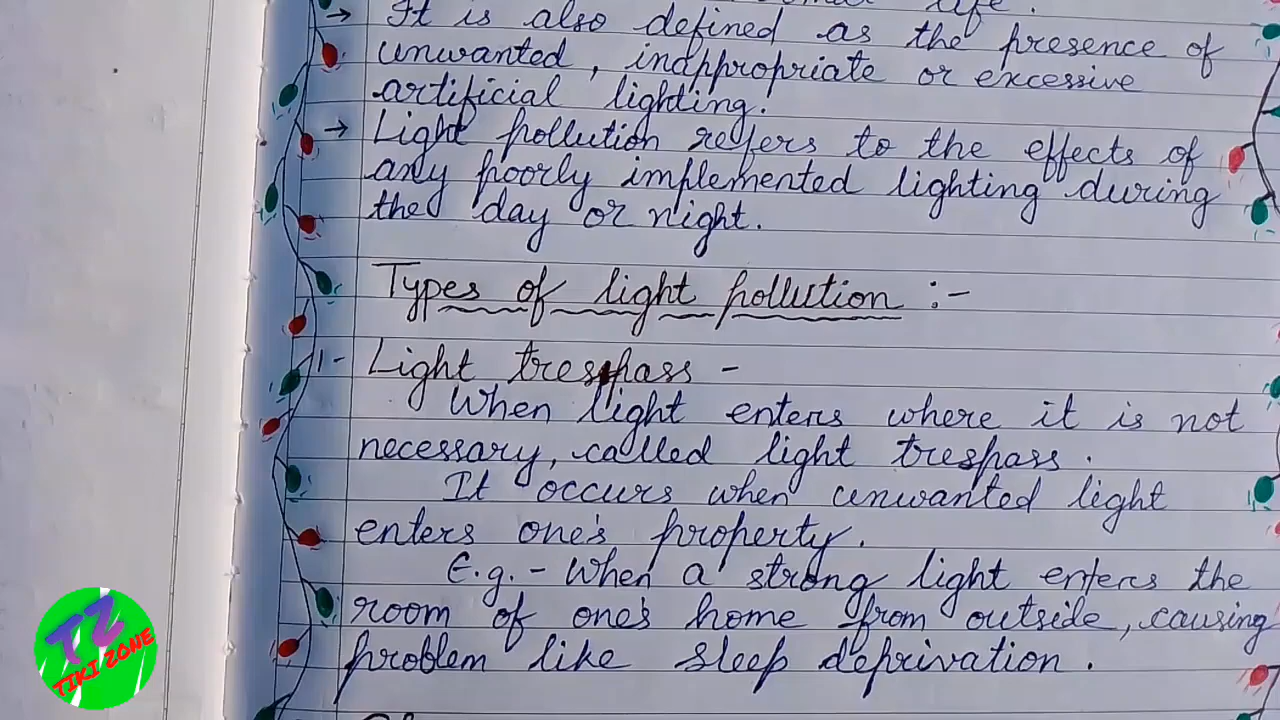 life.
→ It is also defined as the presence of
unwanted, inappropriate or excessive
artificial lighting.
→ Light pollution refers to the effects of
any poorly implemented lighting during
the day or night.
Types of light pollution :-
1- Light trespass -
When light enters where it is not
necessary, called light trespass.
It occurs when unwanted light
enters one's property.
E.g. - When a strong light enters the
room of one's home from outside, causing
problem like sleep deprivation.
TZ
TIKI ZONE